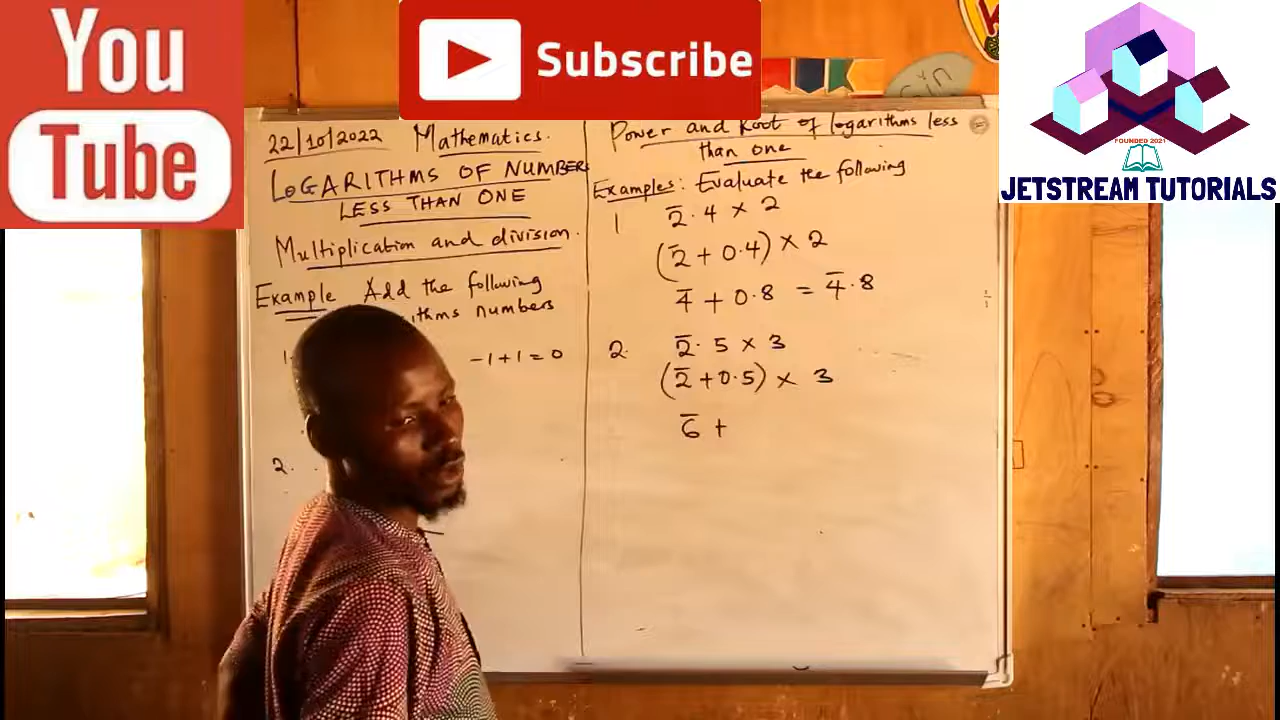 You
Tube
Subscribe
FOUNDED 2021
JETSTREAM TUTORIALS
22/10/2022 Mathematics.
LOGARITHMS OF NUMBERS
LESS THAN ONE
Multiplication and division.
Example Add the following
numbers
-1+1=0
2.
Power and Root of logarithms less
than one
Examples: Evaluate the following
1 2̅.4 × 2
(2̅ + 0.4) × 2
4̅ + 0.8 = 4̅.8
2. 2̅.5 × 3
(2̅ + 0.5) × 3
6̅ +